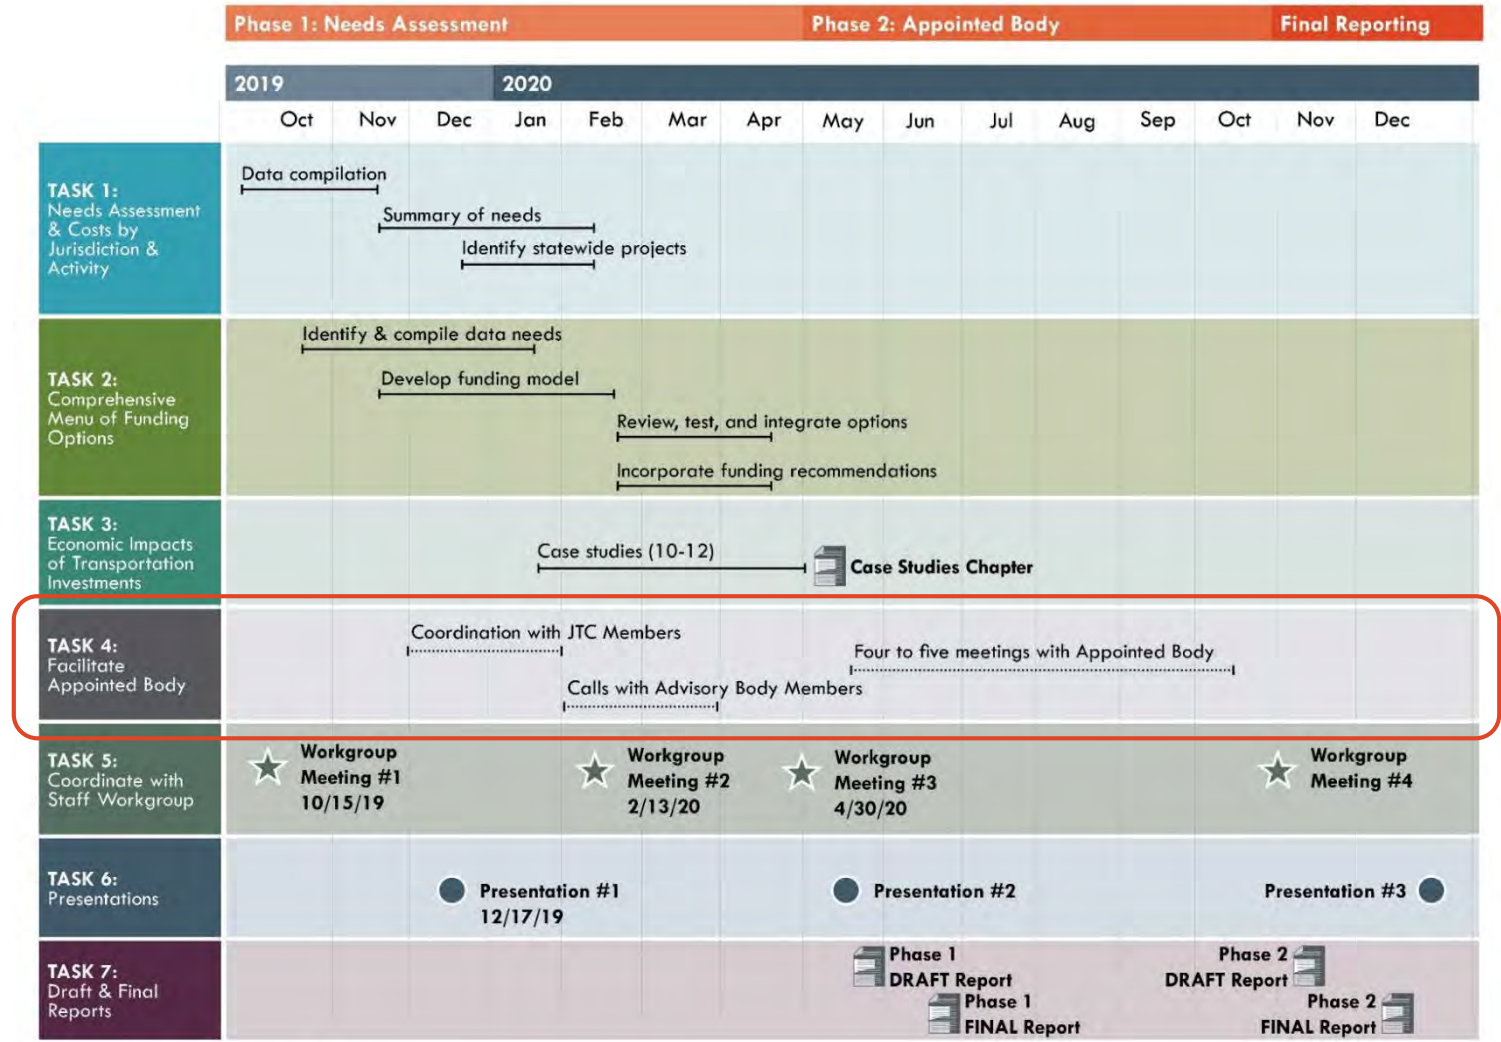 Phase 1: Needs Assessment
Phase 2: Appointed Body
Final Reporting
2019
2020
Oct Nov Dec Jan Feb Mar Apr May Jun Jul Aug Sep Oct Nov Dec
TASK 1:
Needs Assessment
& Costs by
Jurisdiction &
Activity
Data compilation
Summary of needs
Identify statewide projects
TASK 2:
Comprehensive
Menu of Funding
Options
Identify & compile data needs
Develop funding model
Review, test, and integrate options
Incorporate funding recommendations
TASK 3:
Economic Impacts
of Transportation
Investments
Case studies (10-12)
Case Studies Chapter
TASK 4:
Facilitate
Appointed Body
Coordination with JTC Members
Calls with Advisory Body Members
Four to five meetings with Appointed Body
TASK 5:
Coordinate with
Staff Workgroup
Workgroup
Meeting #1
10/15/19
Workgroup
Meeting #2
2/13/20
Workgroup
Meeting #3
4/30/20
Workgroup
Meeting #4
TASK 6:
Presentations
Presentation #1
12/17/19
Presentation #2
Presentation #3
TASK 7:
Draft & Final
Reports
Phase 1
DRAFT Report
Phase 1
FINAL Report
Phase 2
DRAFT Report
Phase 2
FINAL Report